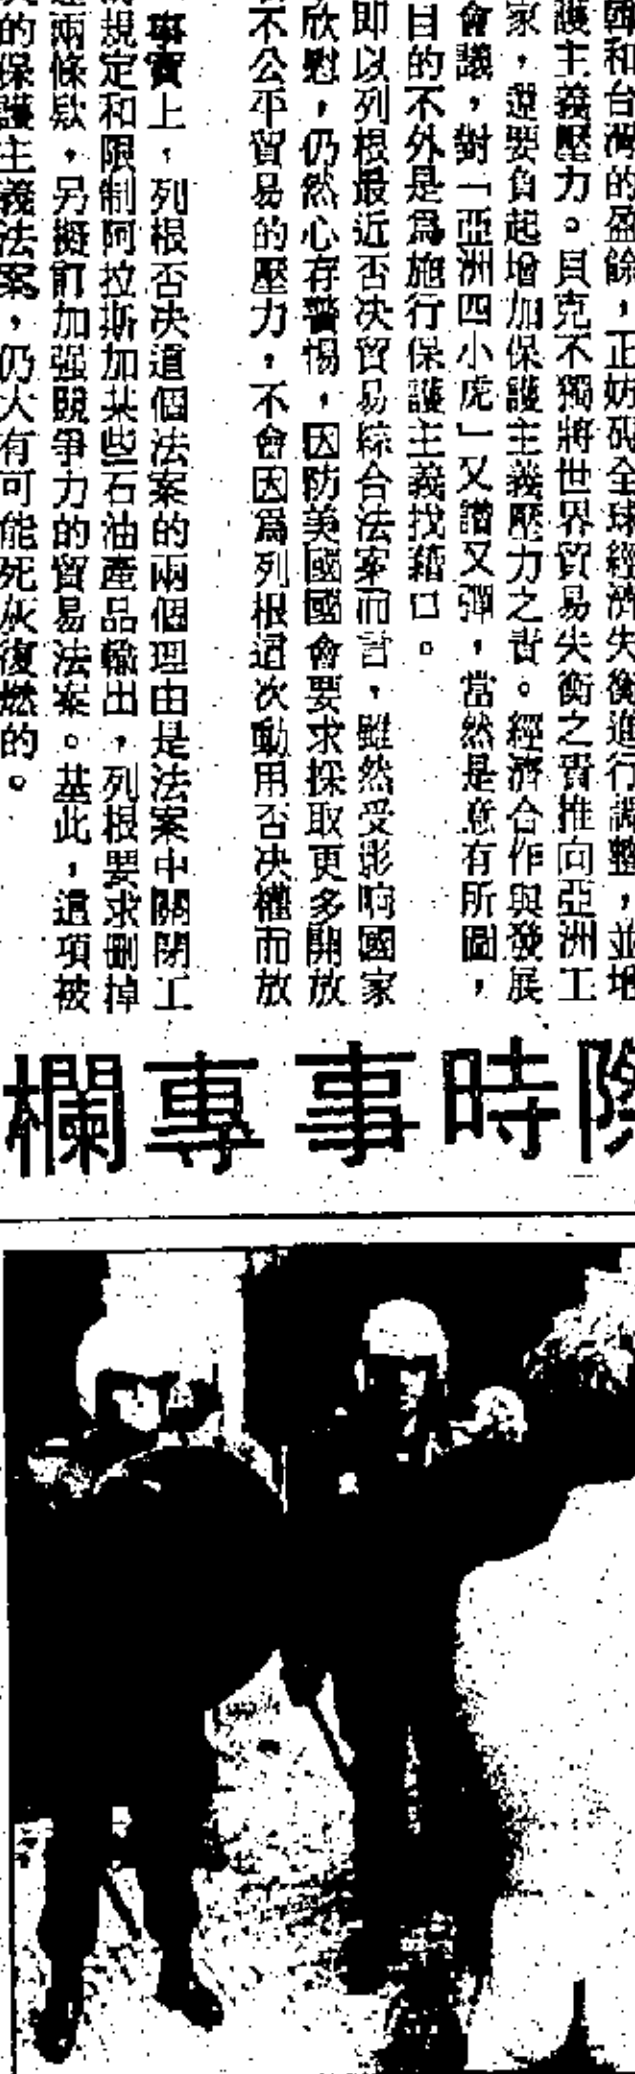 國和台灣的盈餘，正妨礙全球經濟失衡進行調整，並增
護主義壓力。貝克不獨將世界貿易失衡之責推向亞洲工
家，還要負起增加保護主義壓力之責。經濟合作與發展
會議，對「亞洲四小虎」又譜又彈，當然是意有所圖，
目的不外是為施行保護主義找藉口。
即以列根最近否決貿易綜合法案而言，雖然受影响國家
欣慰，仍然心存警惕，因防美國國會要求採取更多開放
不公平貿易的壓力，不會因為列根這次動用否決權而放
事實上，列根否決這個法案的兩個理由是法案中關閉工
規定和限制阿拉斯加某些石油產品輸出，列根要求刪掉
這兩條款，另擬訂加强競爭力的貿易法案。基此，這項被
的保護主義法案，仍大有可能死灰復燃的。
際時事專欄